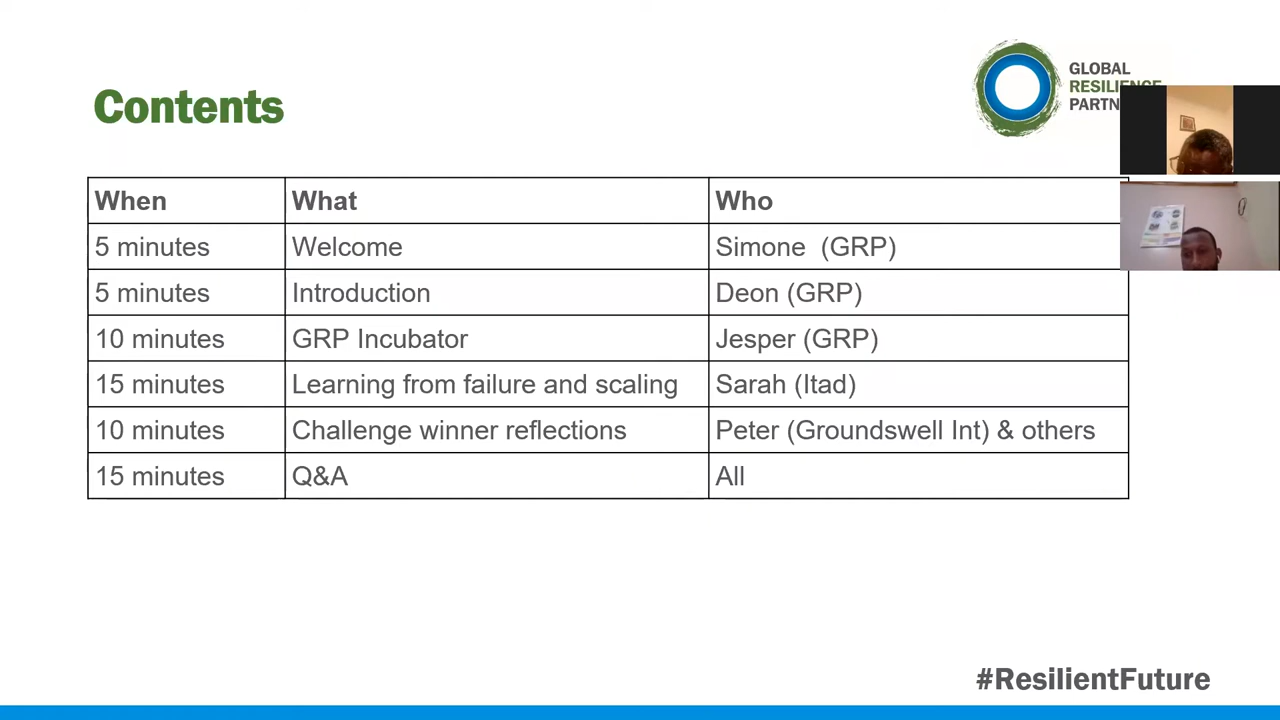 Contents
GLOBAL
RESILIENCE
When What Who
5 minutes Welcome Simone (GRP)
5 minutes Introduction Deon (GRP)
10 minutes GRP Incubator Jesper (GRP)
15 minutes Learning from failure and scaling Sarah (Itad)
10 minutes Challenge winner reflections Peter (Groundswell Int) & others
15 minutes Q&A All
#ResilientFuture